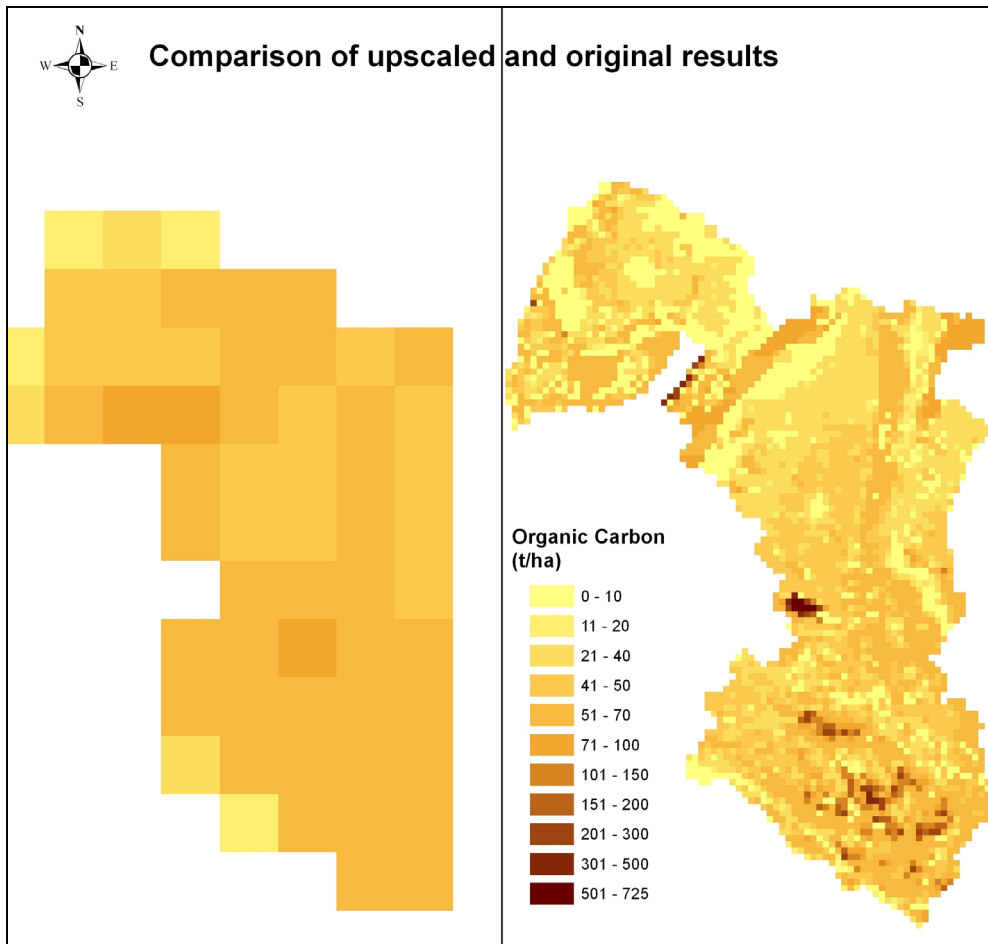 N
W E
S
Comparison of upscaled and original results
Organic Carbon
(t/ha)
0 - 10
11 - 20
21 - 40
41 - 50
51 - 70
71 - 100
101 - 150
151 - 200
201 - 300
301 - 500
501 - 725